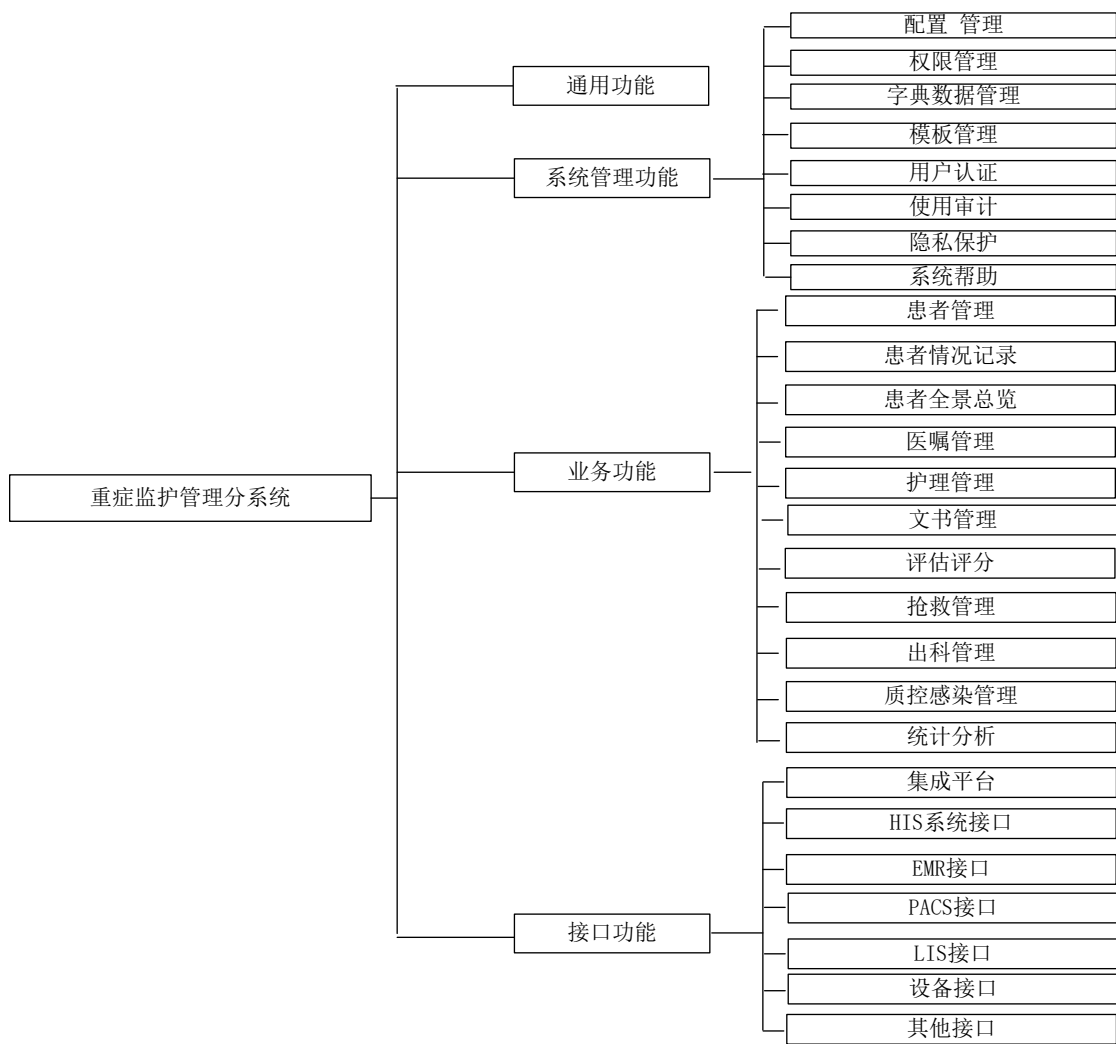 配置 管理
权限管理
通用功能
字典数据管理
模板管理
系统管理功能
用户认证
使用审计
隐私保护
系统帮助
患者管理
患者情况记录
患者全景总览
医嘱管理
业务功能
护理管理
重症监护管理分系统
文书管理
评估评分
抢救管理
出科管理
质控感染管理
统计分析
集成平台
HIS系统接口
EMR接口
PACS接口
接口功能
LIS接口
设备接口
其他接口